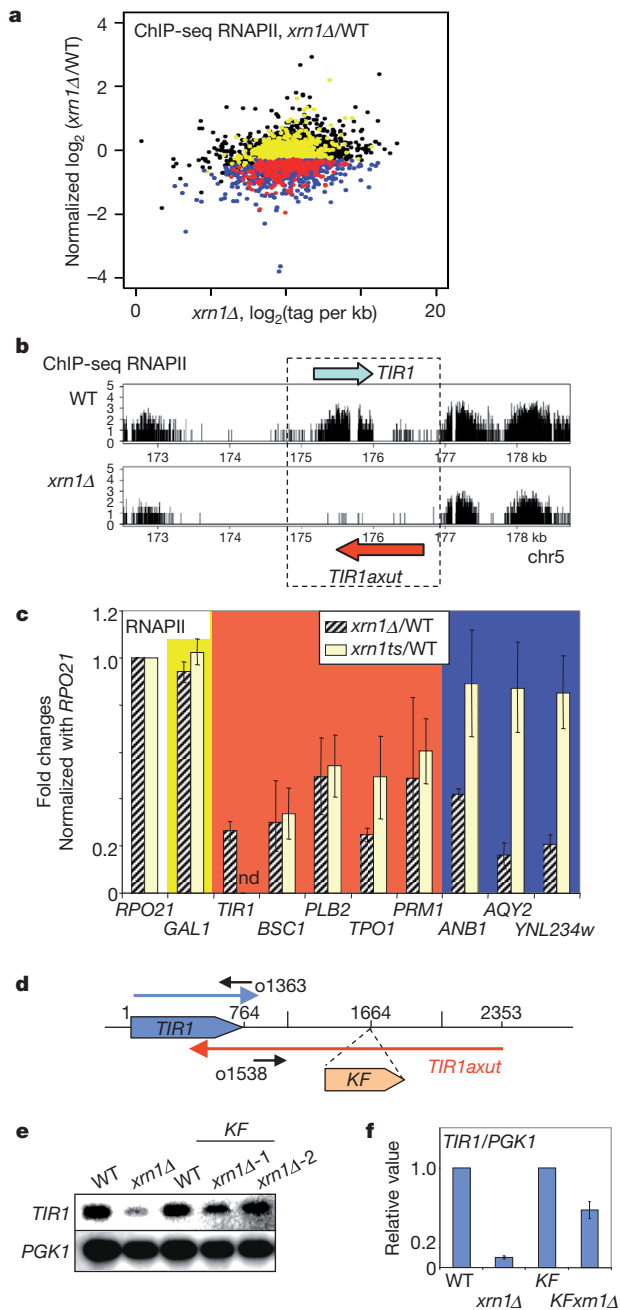 a
ChIP-seq RNAPII, xrn1Δ/WT
Normalized log2 (xrn1Δ/WT)
4
2
0
−2
−4
0
20
xrn1Δ, log2(tag per kb)
b
ChIP-seq RNAPII
TIR1
WT
5
4
3
2
1
0
173 174 175 176 177 178 kb
xrn1Δ
5
4
3
2
1
0
173 174 175 176 177 178 kb
TIR1axut
chr5
c
RNAPII
xrn1Δ/WT
xrn1ts/WT
Fold changes
Normalized with RPO21
1.2
1.0
0.2
0
nd
RPO21
GAL1
TIR1
BSC1
PLB2
TPO1
PRM1
ANB1
AQY2
YNL234w
d
o1363
1
764
1664
2353
TIR1
TIR1axut
o1538
KF
e
KF
WT
xrn1Δ
WT
xrn1Δ-1
xrn1Δ-2
TIR1
PGK1
f
TIR1/PGK1
Relative value
1.0
0.2
0
WT
xrn1Δ
KF
KFxrn1Δ